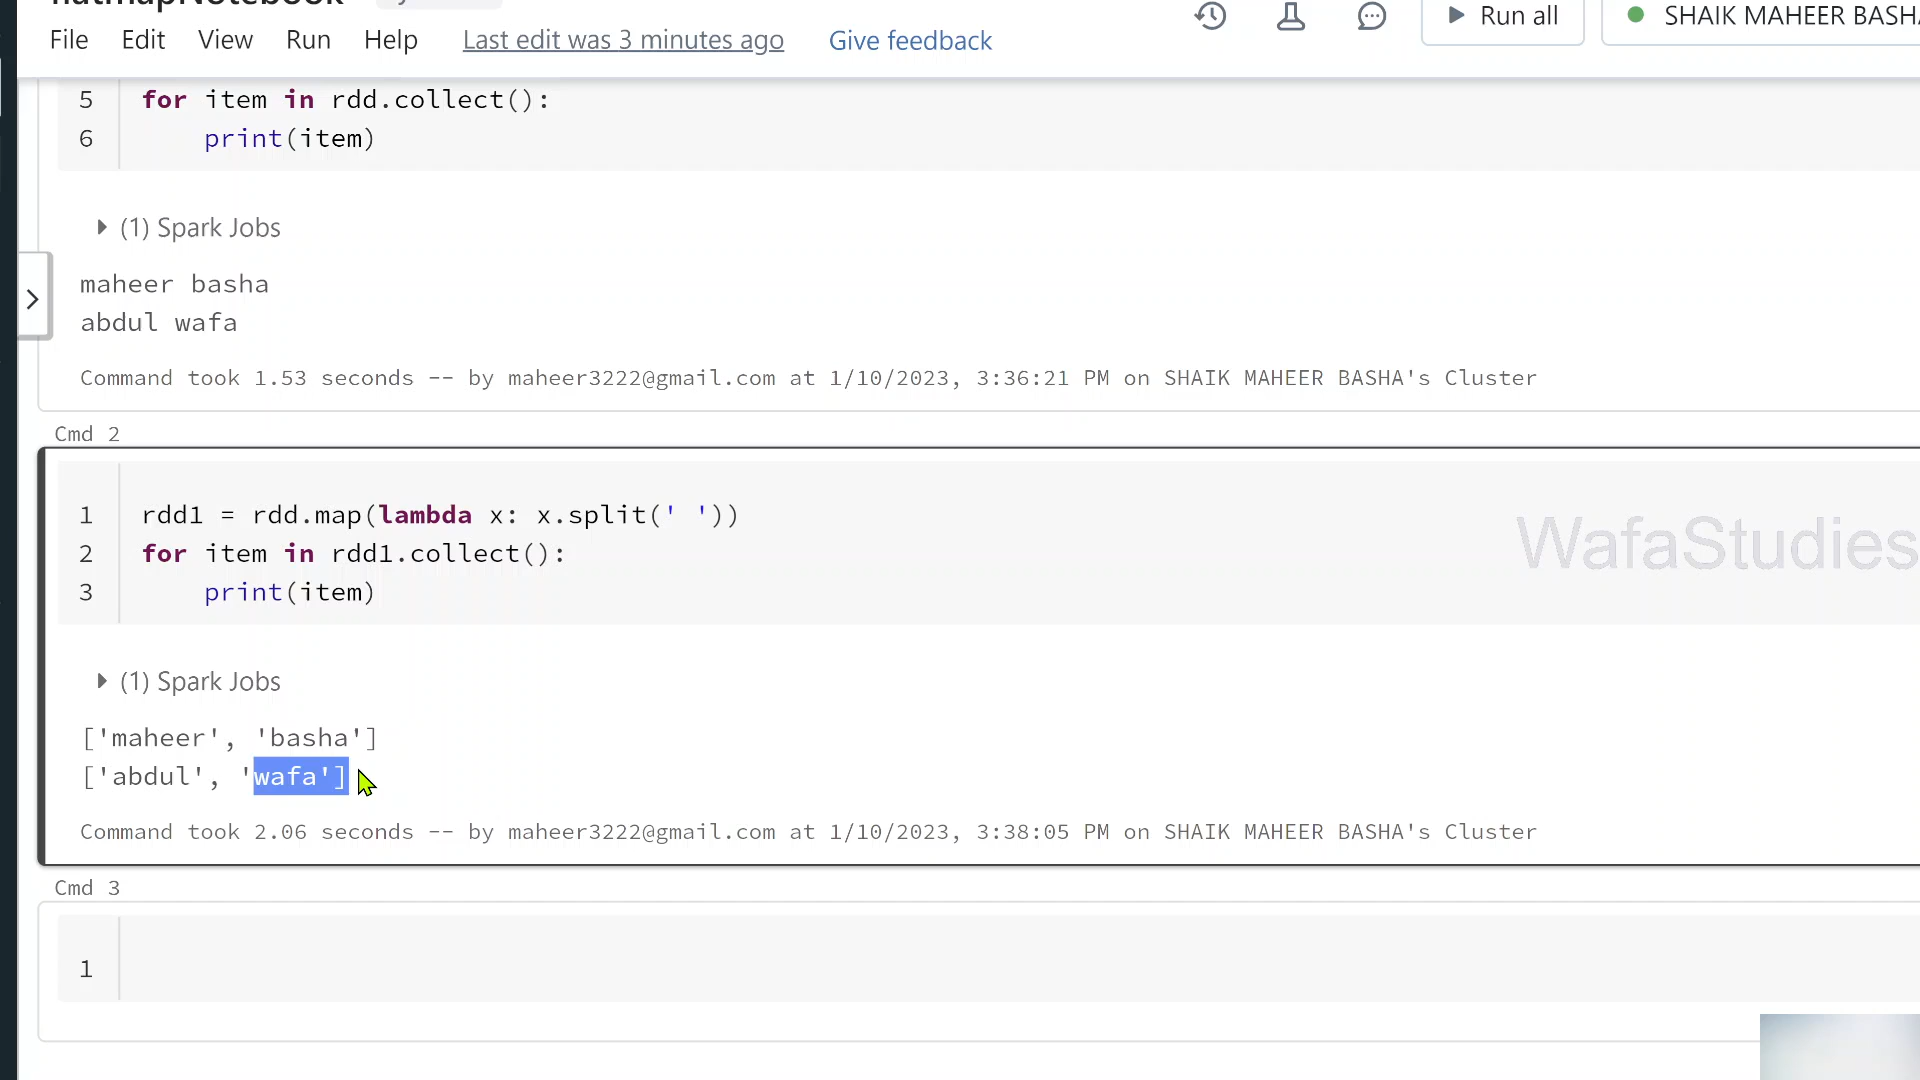 flatmapNotebook
File Edit View Run Help Last edit was 3 minutes ago Give feedback Run all SHAIK MAHEER BASHA
5 for item in rdd.collect():
6 print(item)
(1) Spark Jobs
maheer basha
abdul wafa
Command took 1.53 seconds -- by maheer3222@gmail.com at 1/10/2023, 3:36:21 PM on SHAIK MAHEER BASHA's Cluster
Cmd 2
1 rdd1 = rdd.map(lambda x: x.split(' '))
2 for item in rdd1.collect():
3 print(item)
WafaStudies
(1) Spark Jobs
['maheer', 'basha']
['abdul', 'wafa']
Command took 2.06 seconds -- by maheer3222@gmail.com at 1/10/2023, 3:38:05 PM on SHAIK MAHEER BASHA's Cluster
Cmd 3
1